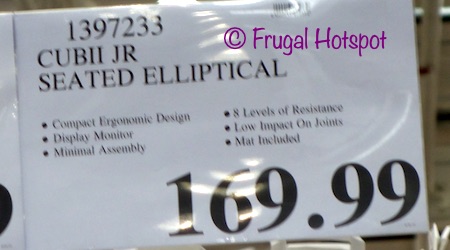 1397233
© Frugal Hotspot
CUBII JR
SEATED ELLIPTICAL
• Compact Ergonomic Design
• Display Monitor
• Minimal Assembly
• 8 Levels of Resistance
• Low Impact On Joints
• Mat Included
169.99